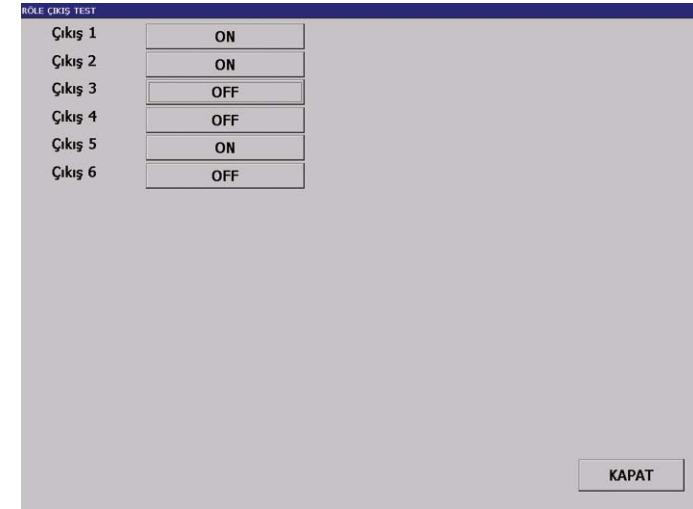 RÖLE ÇIKIŞ TEST
Çıkış 1 ON
Çıkış 2 ON
Çıkış 3 OFF
Çıkış 4 OFF
Çıkış 5 ON
Çıkış 6 OFF
KAPAT